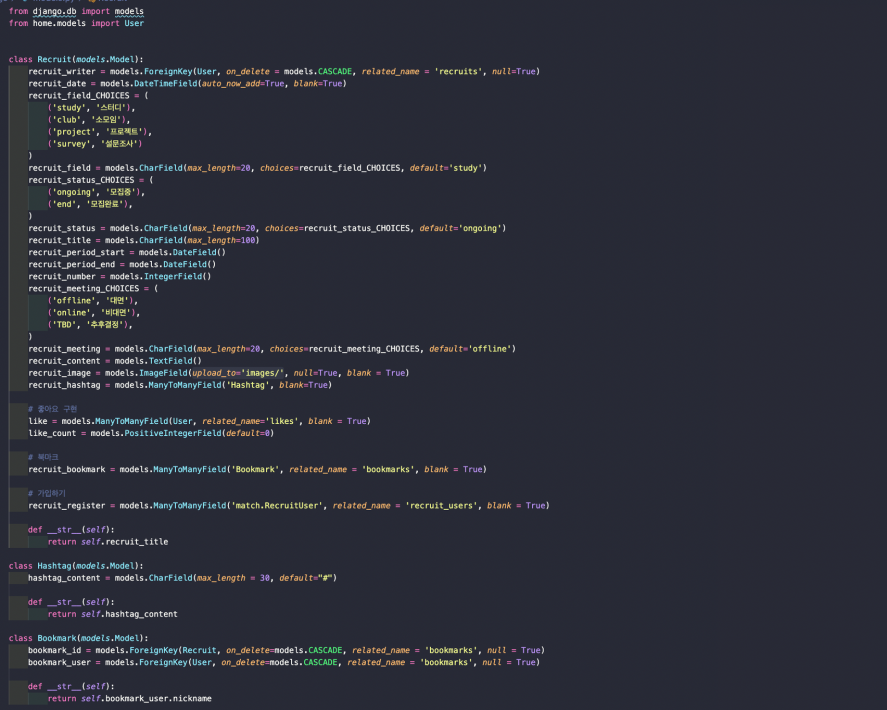 from django.db import models
from home.models import User
class Recruit(models.Model):
    recruit_writer = models.ForeignKey(User, on_delete = models.CASCADE, related_name = 'recruits', null=True)
    recruit_date = models.DateTimeField(auto_now_add=True, blank=True)
    recruit_field_CHOICES = (
        ('study', '스터디'),
        ('club', '소모임'),
        ('project', '프로젝트'),
        ('survey', '설문조사')
    )
    recruit_field = models.CharField(max_length=20, choices=recruit_field_CHOICES, default='study')
    recruit_status_CHOICES = (
        ('ongoing', '모집중'),
        ('end', '모집완료'),
    )
    recruit_status = models.CharField(max_length=20, choices=recruit_status_CHOICES, default='ongoing')
    recruit_title = models.CharField(max_length=100)
    recruit_period_start = models.DateField()
    recruit_period_end = models.DateField()
    recruit_number = models.IntegerField()
    recruit_meeting_CHOICES = (
        ('offline', '대면'),
        ('online', '비대면'),
        ('TBD', '추후결정'),
    )
    recruit_meeting = models.CharField(max_length=20, choices=recruit_meeting_CHOICES, default='offline')
    recruit_content = models.TextField()
    recruit_image = models.ImageField(upload_to='images/', null=True, blank = True)
    recruit_hashtag = models.ManyToManyField('Hashtag', blank=True)
    # 좋아요 구현
    like = models.ManyToManyField(User, related_name='likes', blank = True)
    like_count = models.PositiveIntegerField(default=0)
    # 북마크
    recruit_bookmark = models.ManyToManyField('Bookmark', related_name = 'bookmarks', blank = True)
    # 가입하기
    recruit_register = models.ManyToManyField('match.RecruitUser', related_name = 'recruit_users', blank = True)
    def __str__(self):
        return self.recruit_title
class Hashtag(models.Model):
    hashtag_content = models.CharField(max_length = 30, default="#")
    def __str__(self):
        return self.hashtag_content
class Bookmark(models.Model):
    bookmark_id = models.ForeignKey(Recruit, on_delete=models.CASCADE, related_name = 'bookmarks', null = True)
    bookmark_user = models.ForeignKey(User, on_delete=models.CASCADE, related_name = 'bookmarks', null = True)
    def __str__(self):
        return self.bookmark_user.nickname